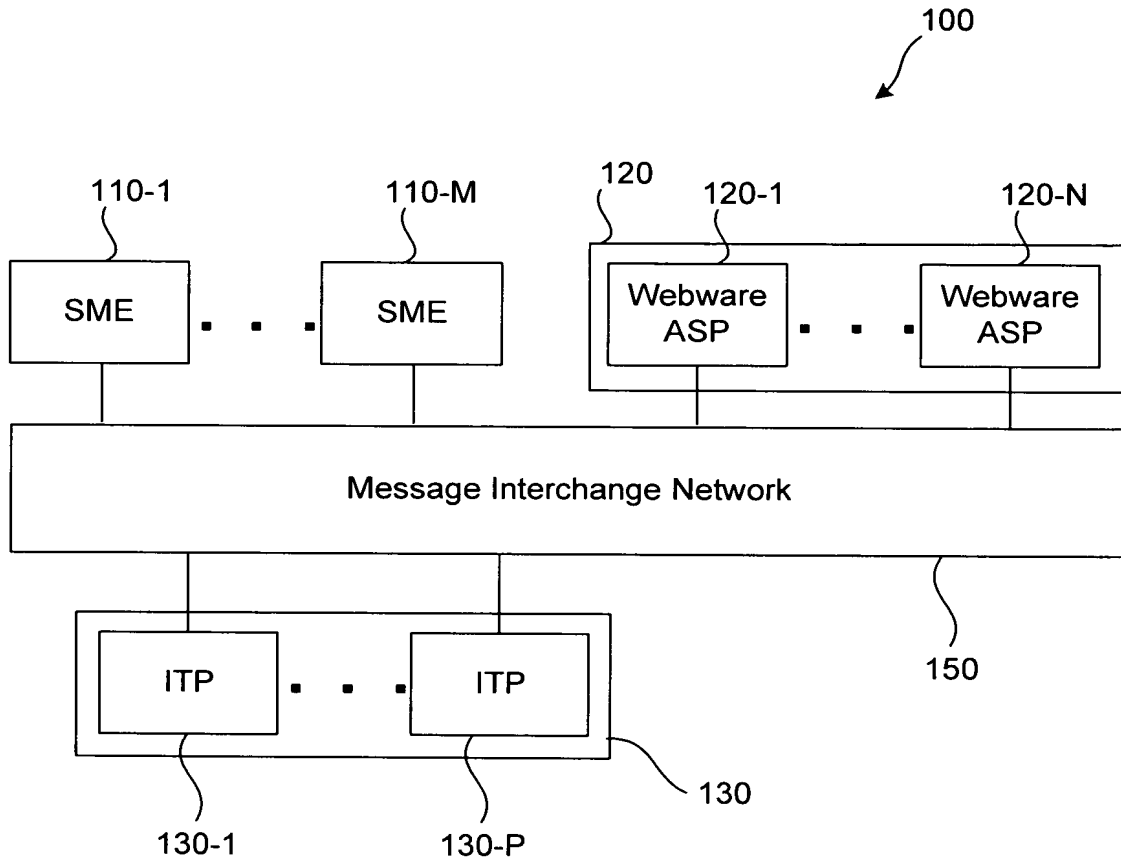 100
110-1
110-M
120
120-1
120-N
SME
SME
Webware
ASP
Webware
ASP
Message Interchange Network
150
ITP
ITP
130
130-1
130-P